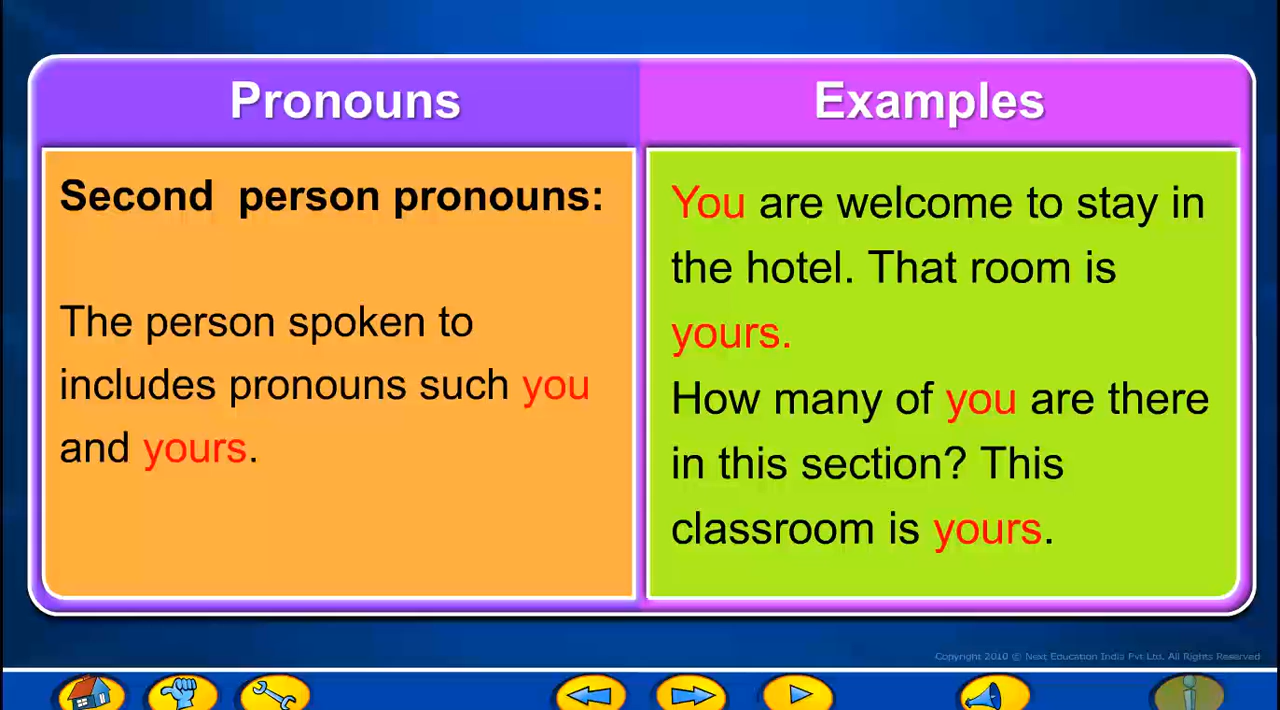 Pronouns
Examples
Second person pronouns:
The person spoken to
includes pronouns such you
and yours.
You are welcome to stay in
the hotel. That room is
yours.
How many of you are there
in this section? This
classroom is yours.
Copyright 2010 © Next Education India Pvt Ltd. All Rights Reserved